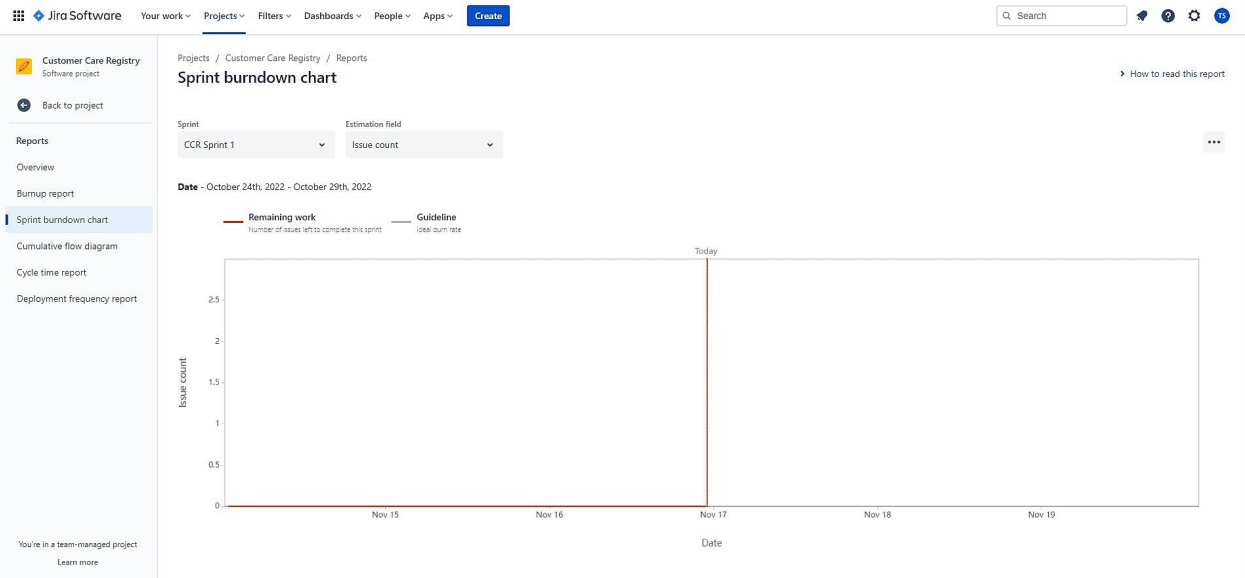 Jira Software
Your work
Projects
Filters
Dashboards
People
Apps
Create
Search
TS
Customer Care Registry
Software project
Back to project
Reports
Overview
Burnup report
Sprint burndown chart
Cumulative flow diagram
Cycle time report
Deployment frequency report
You're in a team-managed project
Learn more
Projects / Customer Care Registry / Reports
Sprint burndown chart
How to read this report
Sprint
CCR Sprint 1
Estimation field
Issue count
Date - October 24th, 2022 - October 29th, 2022
Remaining work
Number of issues left to complete this sprint
Guideline
Ideal burn rate
Today
2.5
2
1.5
1
0.5
0
Issue count
Nov 15
Nov 16
Nov 17
Nov 18
Nov 19
Date